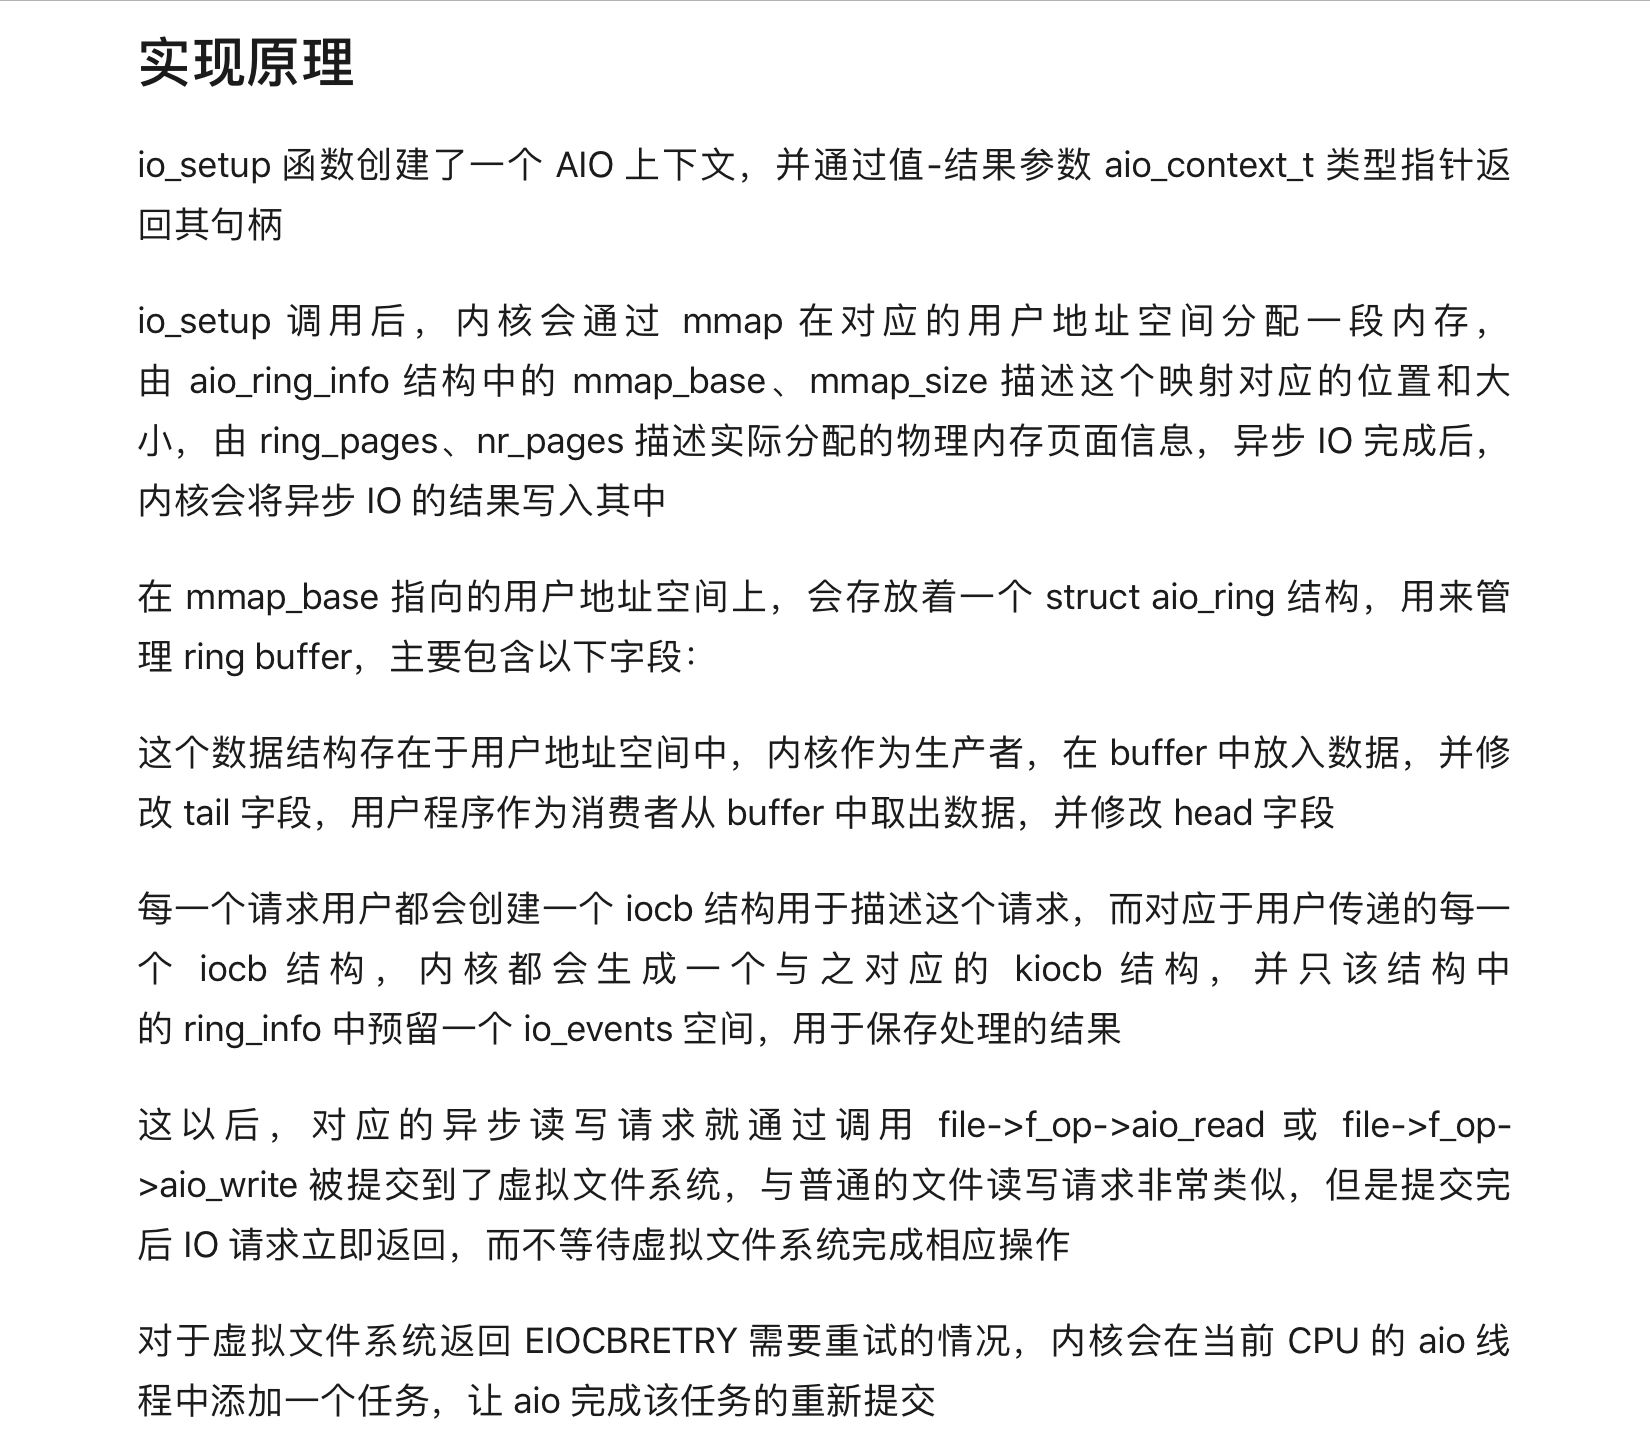 实现原理
io_setup 函数创建了一个 AIO 上下文，并通过值-结果参数 aio_context_t 类型指针返
回其句柄
io_setup 调用后，内核会通过 mmap 在对应的用户地址空间分配一段内存，
由 aio_ring_info 结构中的 mmap_base、mmap_size 描述这个映射对应的位置和大
小，由 ring_pages、nr_pages 描述实际分配的物理内存页面信息，异步 IO 完成后，
内核会将异步 IO 的结果写入其中
在 mmap_base 指向的用户地址空间上，会存放着一个 struct aio_ring 结构，用来管
理 ring buffer，主要包含以下字段：
这个数据结构存在于用户地址空间中，内核作为生产者，在 buffer 中放入数据，并修
改 tail 字段，用户程序作为消费者从 buffer 中取出数据，并修改 head 字段
每一个请求用户都会创建一个 iocb 结构用于描述这个请求，而对应于用户传递的每一
个 iocb 结构，内核都会生成一个与之对应的 kiocb 结构，并只该结构中
的 ring_info 中预留一个 io_events 空间，用于保存处理的结果
这以后，对应的异步读写请求就通过调用 file->f_op->aio_read 或 file->f_op-
>aio_write 被提交到了虚拟文件系统，与普通的文件读写请求非常类似，但是提交完
后 IO 请求立即返回，而不等待虚拟文件系统完成相应操作
对于虚拟文件系统返回 EIOCBRETRY 需要重试的情况，内核会在当前 CPU 的 aio 线
程中添加一个任务，让 aio 完成该任务的重新提交